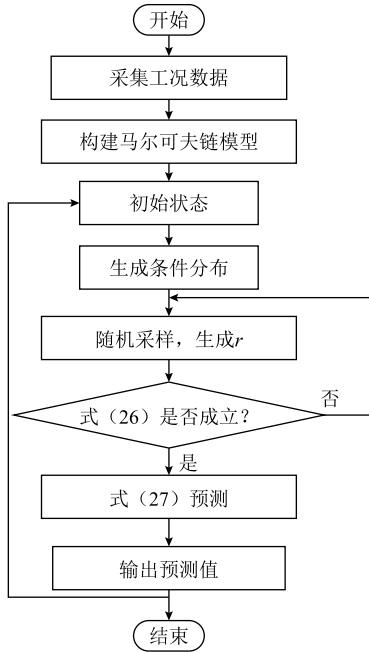 开始
采集工况数据
构建马尔可夫链模型
初始状态
生成条件分布
随机采样，生成r
式（26）是否成立？
否
是
式（27）预测
输出预测值
结束